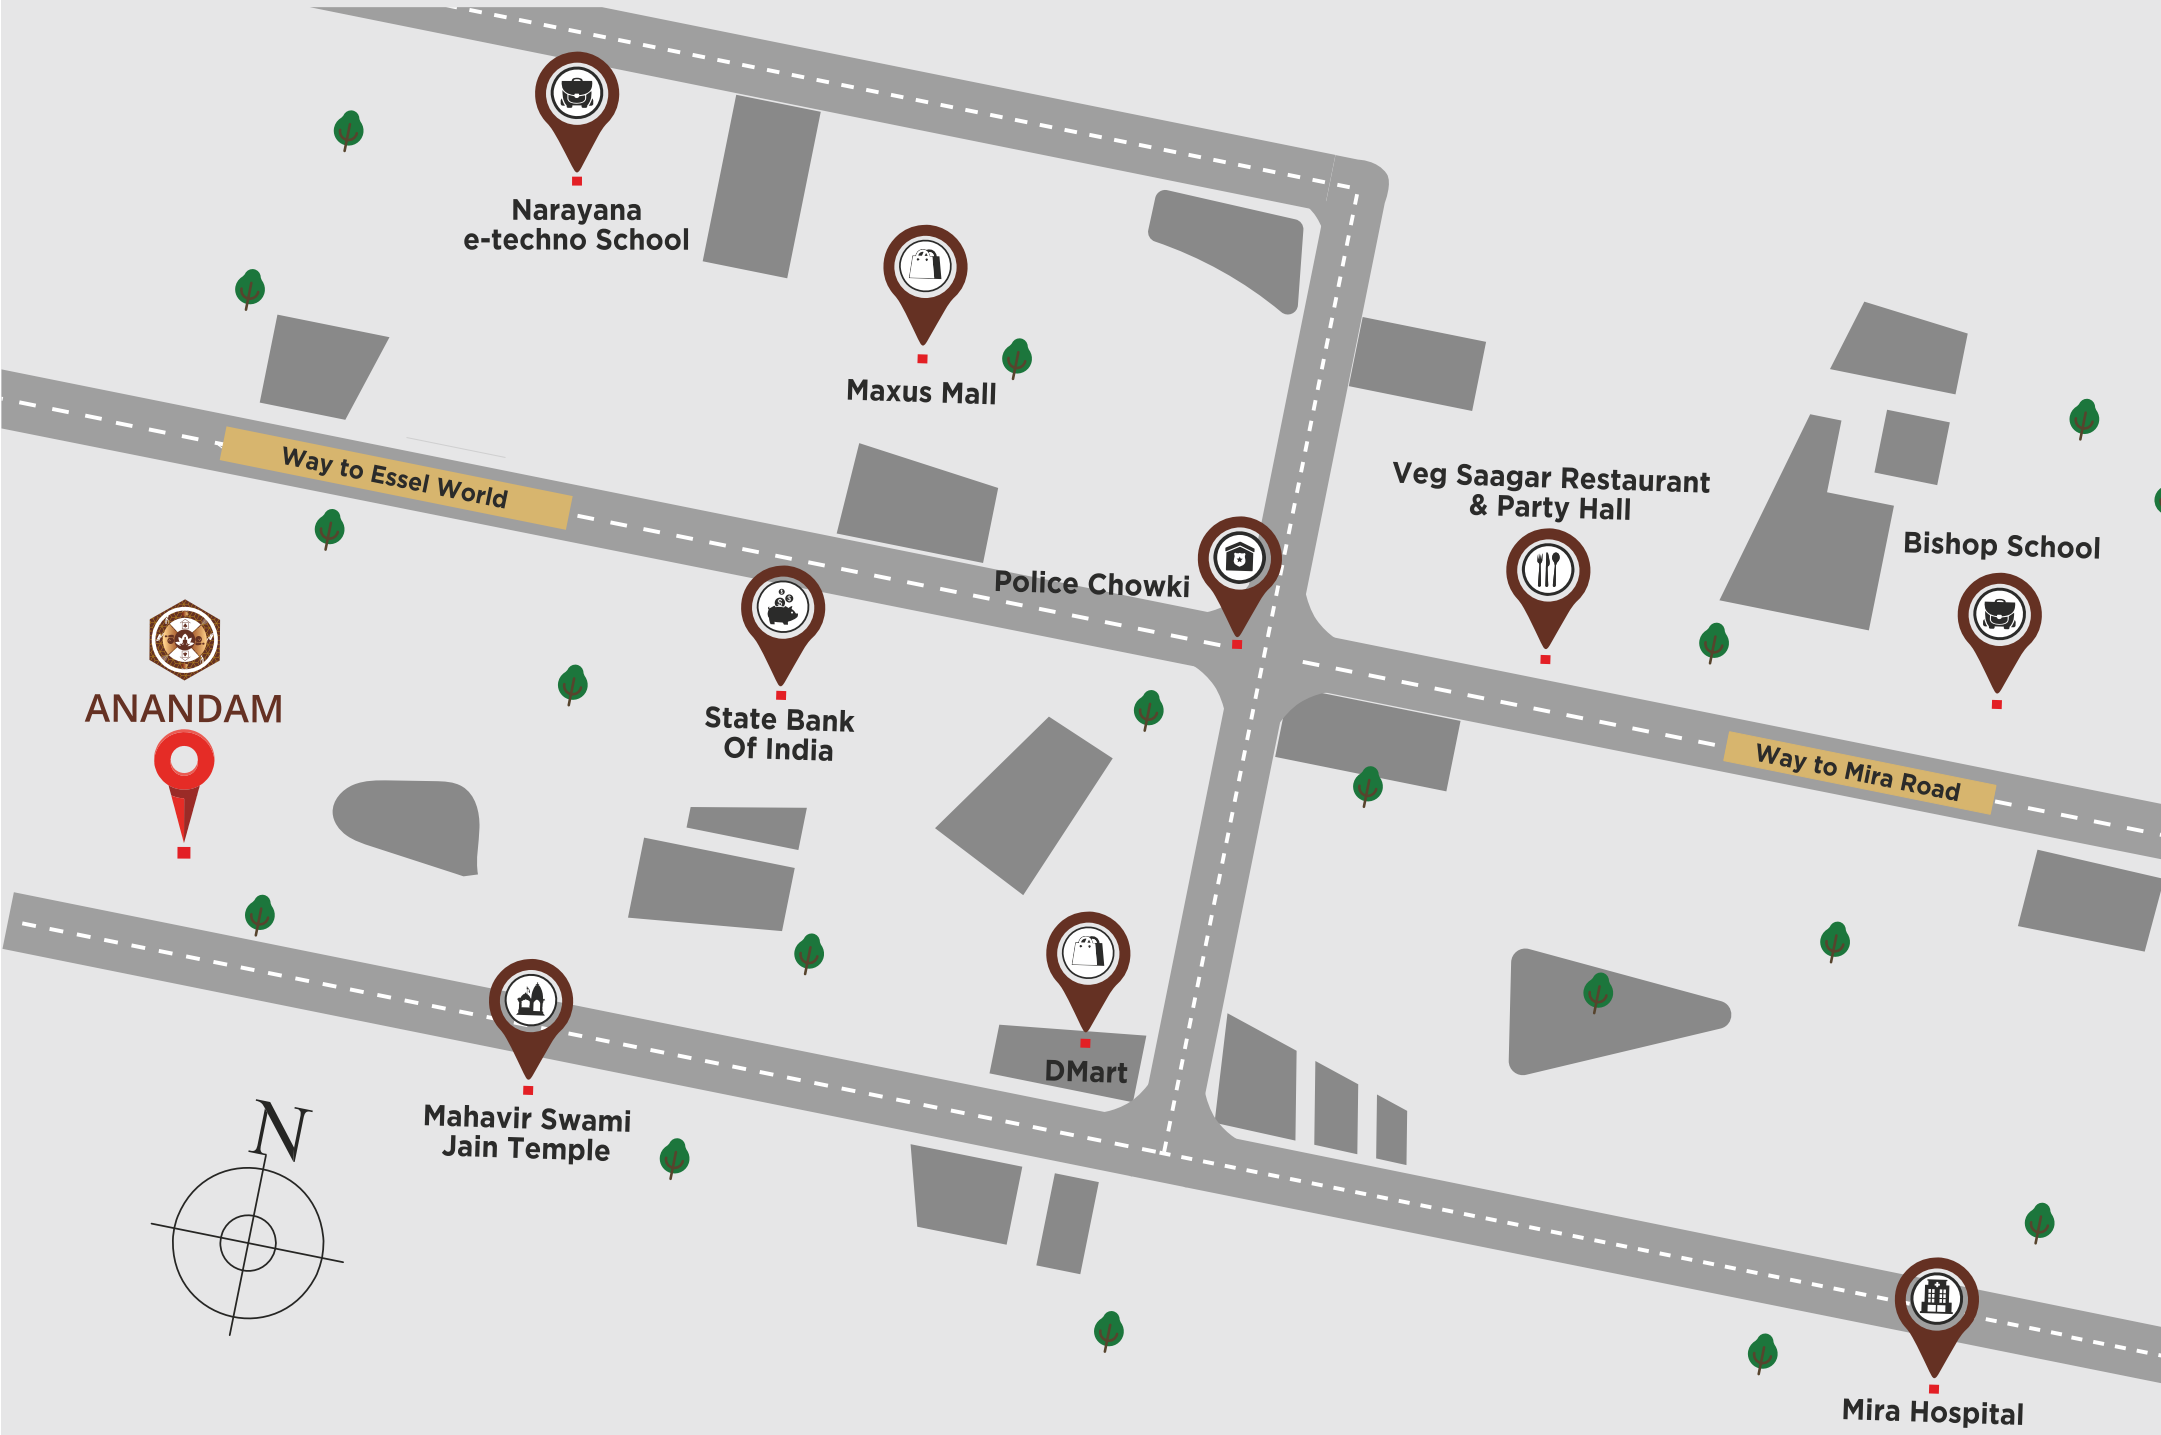 Narayana
e-techno School
Maxus Mall
Way to Essel World
Veg Saagar Restaurant
& Party Hall
Bishop School
Police Chowki
ANANDAM
State Bank
Of India
Way to Mira Road
DMart
Mahavir Swami
Jain Temple
N
Mira Hospital